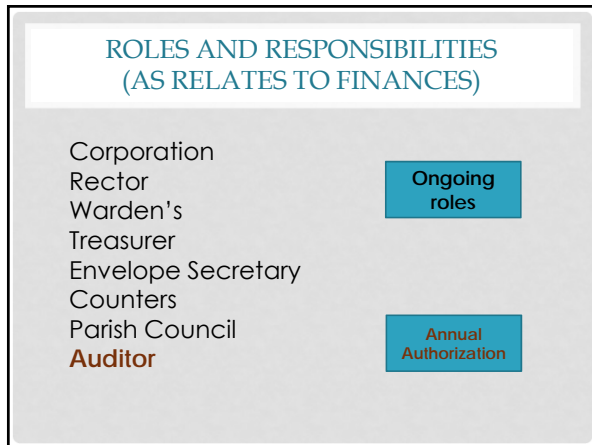 ROLES AND RESPONSIBILITIES
(AS RELATES TO FINANCES)
Corporation
Rector
Warden's
Treasurer
Envelope Secretary
Counters
Parish Council
Auditor
Ongoing
roles
Annual
Authorization